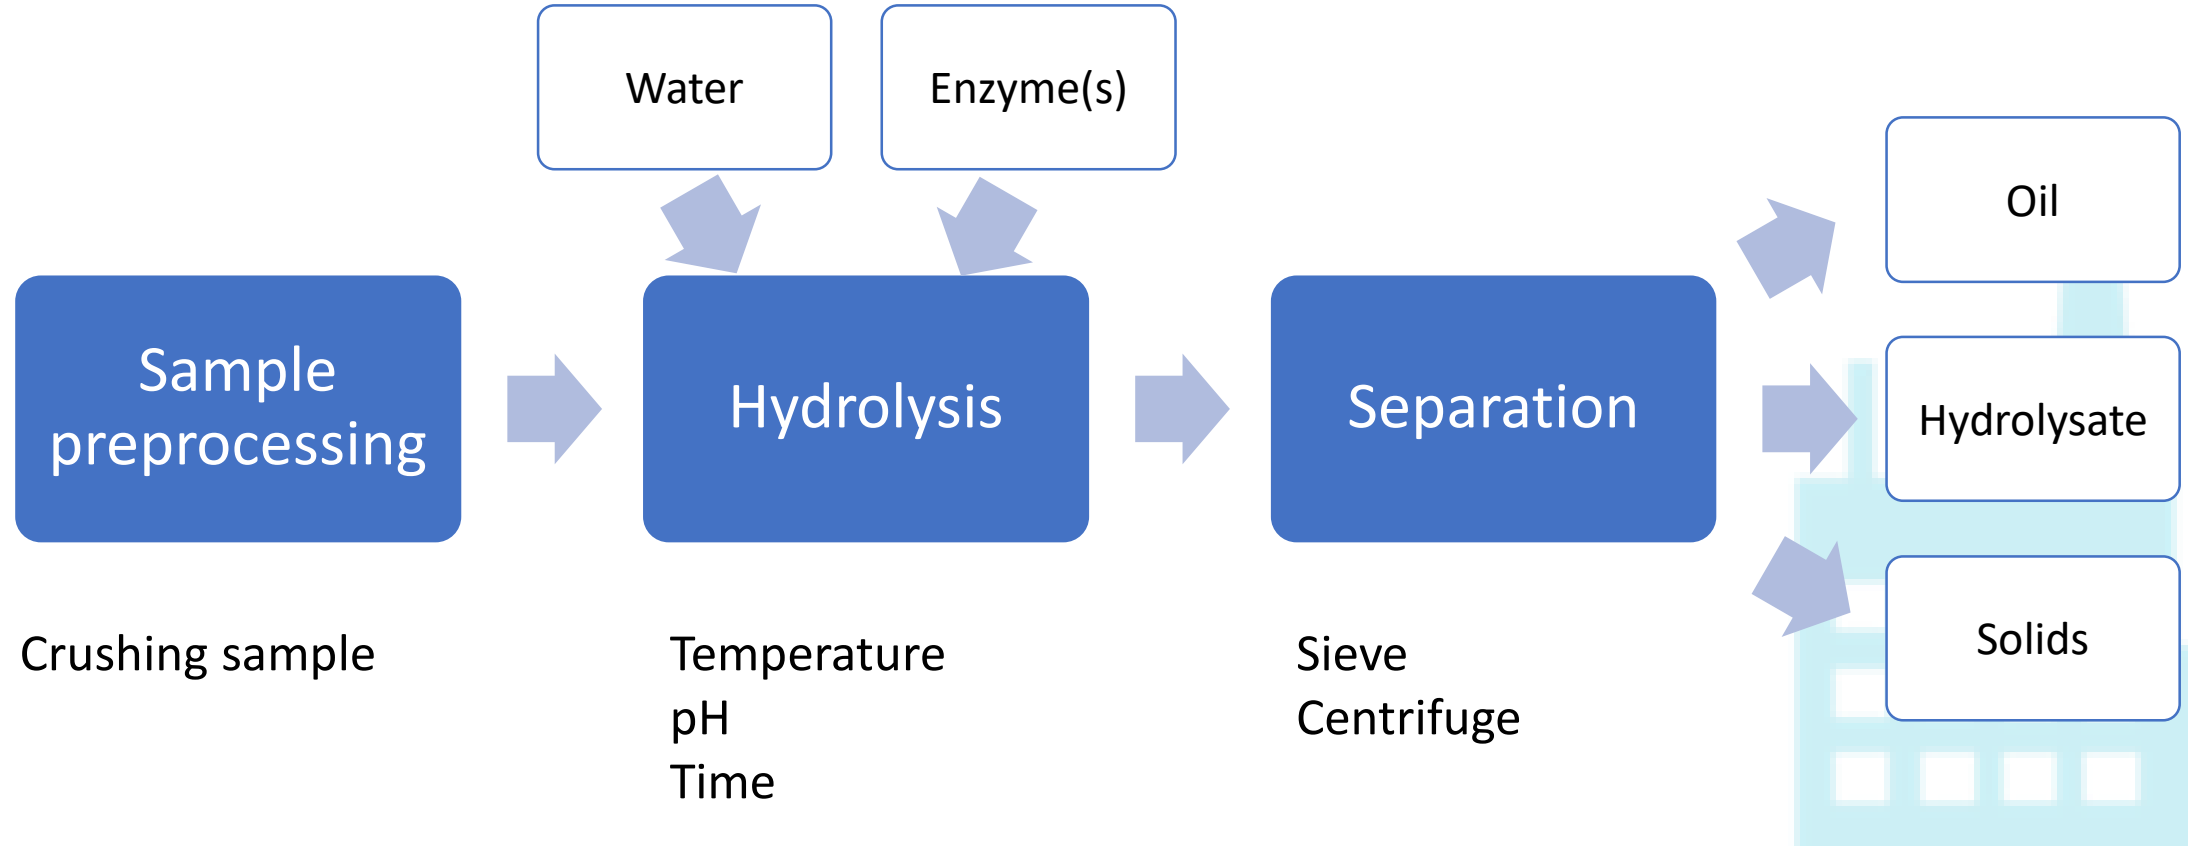 Water
Enzyme(s)
Oil
Sample
preprocessing
Hydrolysis
Separation
Hydrolysate
Solids
Crushing sample
Temperature
pH
Time
Sieve
Centrifuge